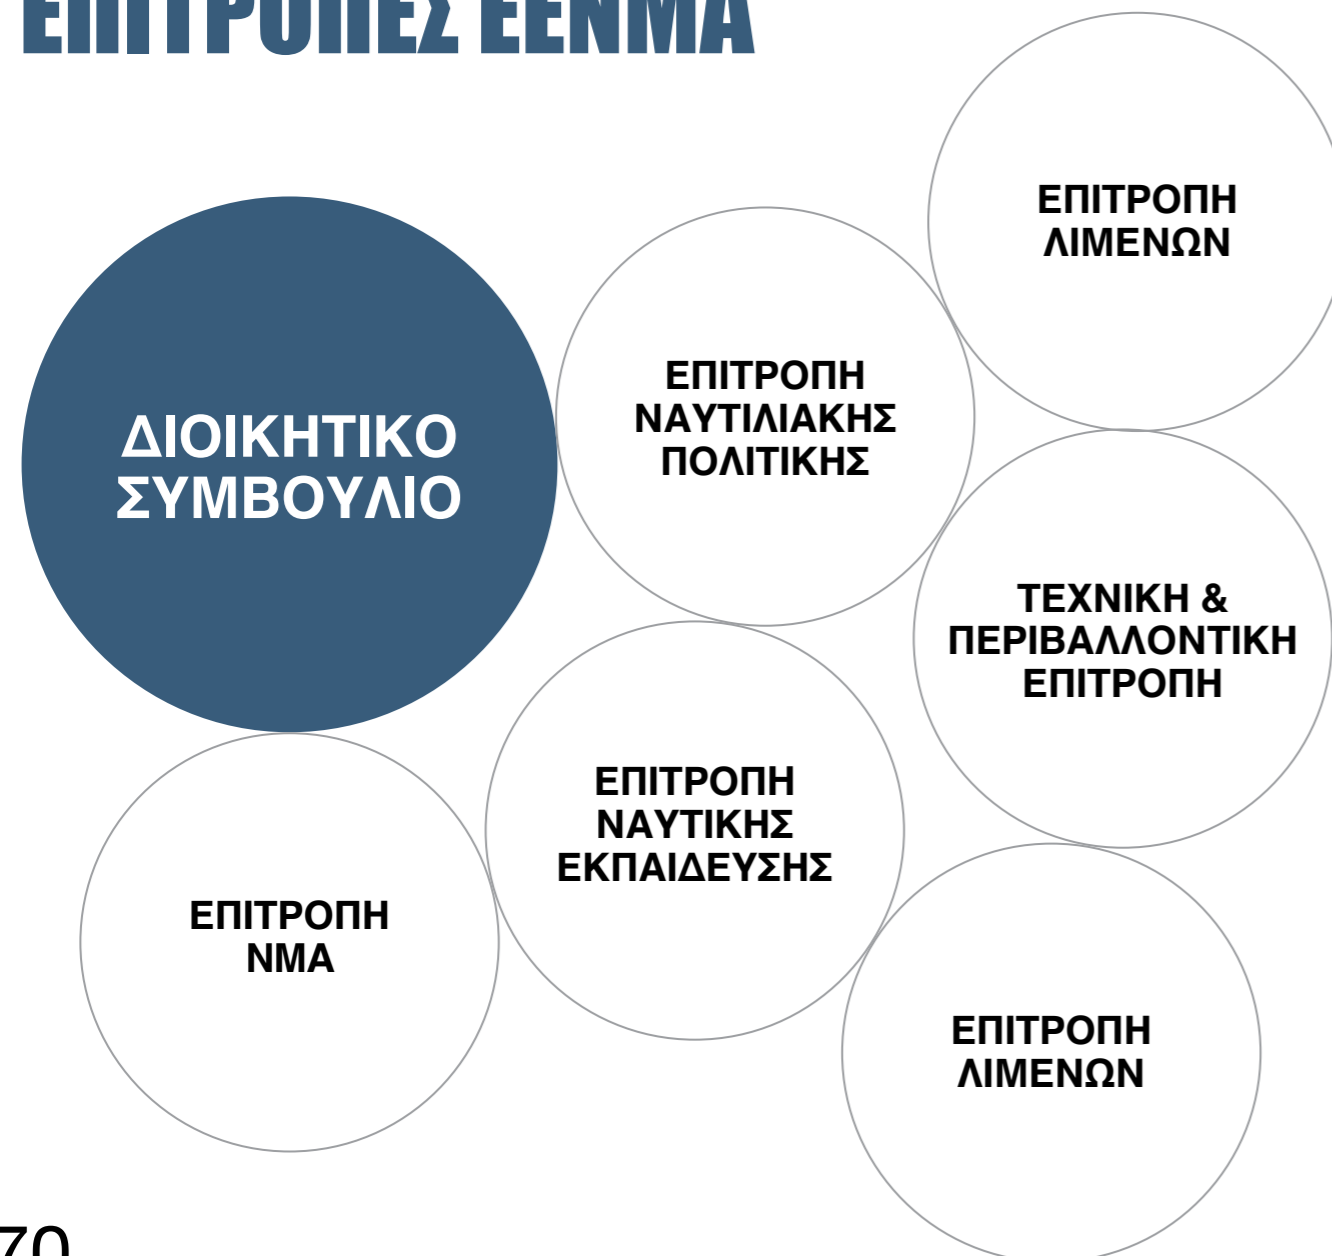 ΕΠΙΤΡΟΠΕΣ ΕΕΝΜΑ
ΕΠΙΤΡΟΠΗ
ΛΙΜΕΝΩΝ
ΕΠΙΤΡΟΠΗ
ΝΑΥΤΙΛΙΑΚΗΣ
ΠΟΛΙΤΙΚΗΣ
ΔΙΟΙΚΗΤΙΚΟ
ΣΥΜΒΟΥΛΙΟ
ΤΕΧΝΙΚΗ &
ΠΕΡΙΒΑΛΛΟΝΤΙΚΗ
ΕΠΙΤΡΟΠΗ
ΕΠΙΤΡΟΠΗ
ΝΑΥΤΙΚΗΣ
ΕΚΠΑΙΔΕΥΣΗΣ
ΕΠΙΤΡΟΠΗ
ΝΜΑ
ΕΠΙΤΡΟΠΗ
ΛΙΜΕΝΩΝ
70